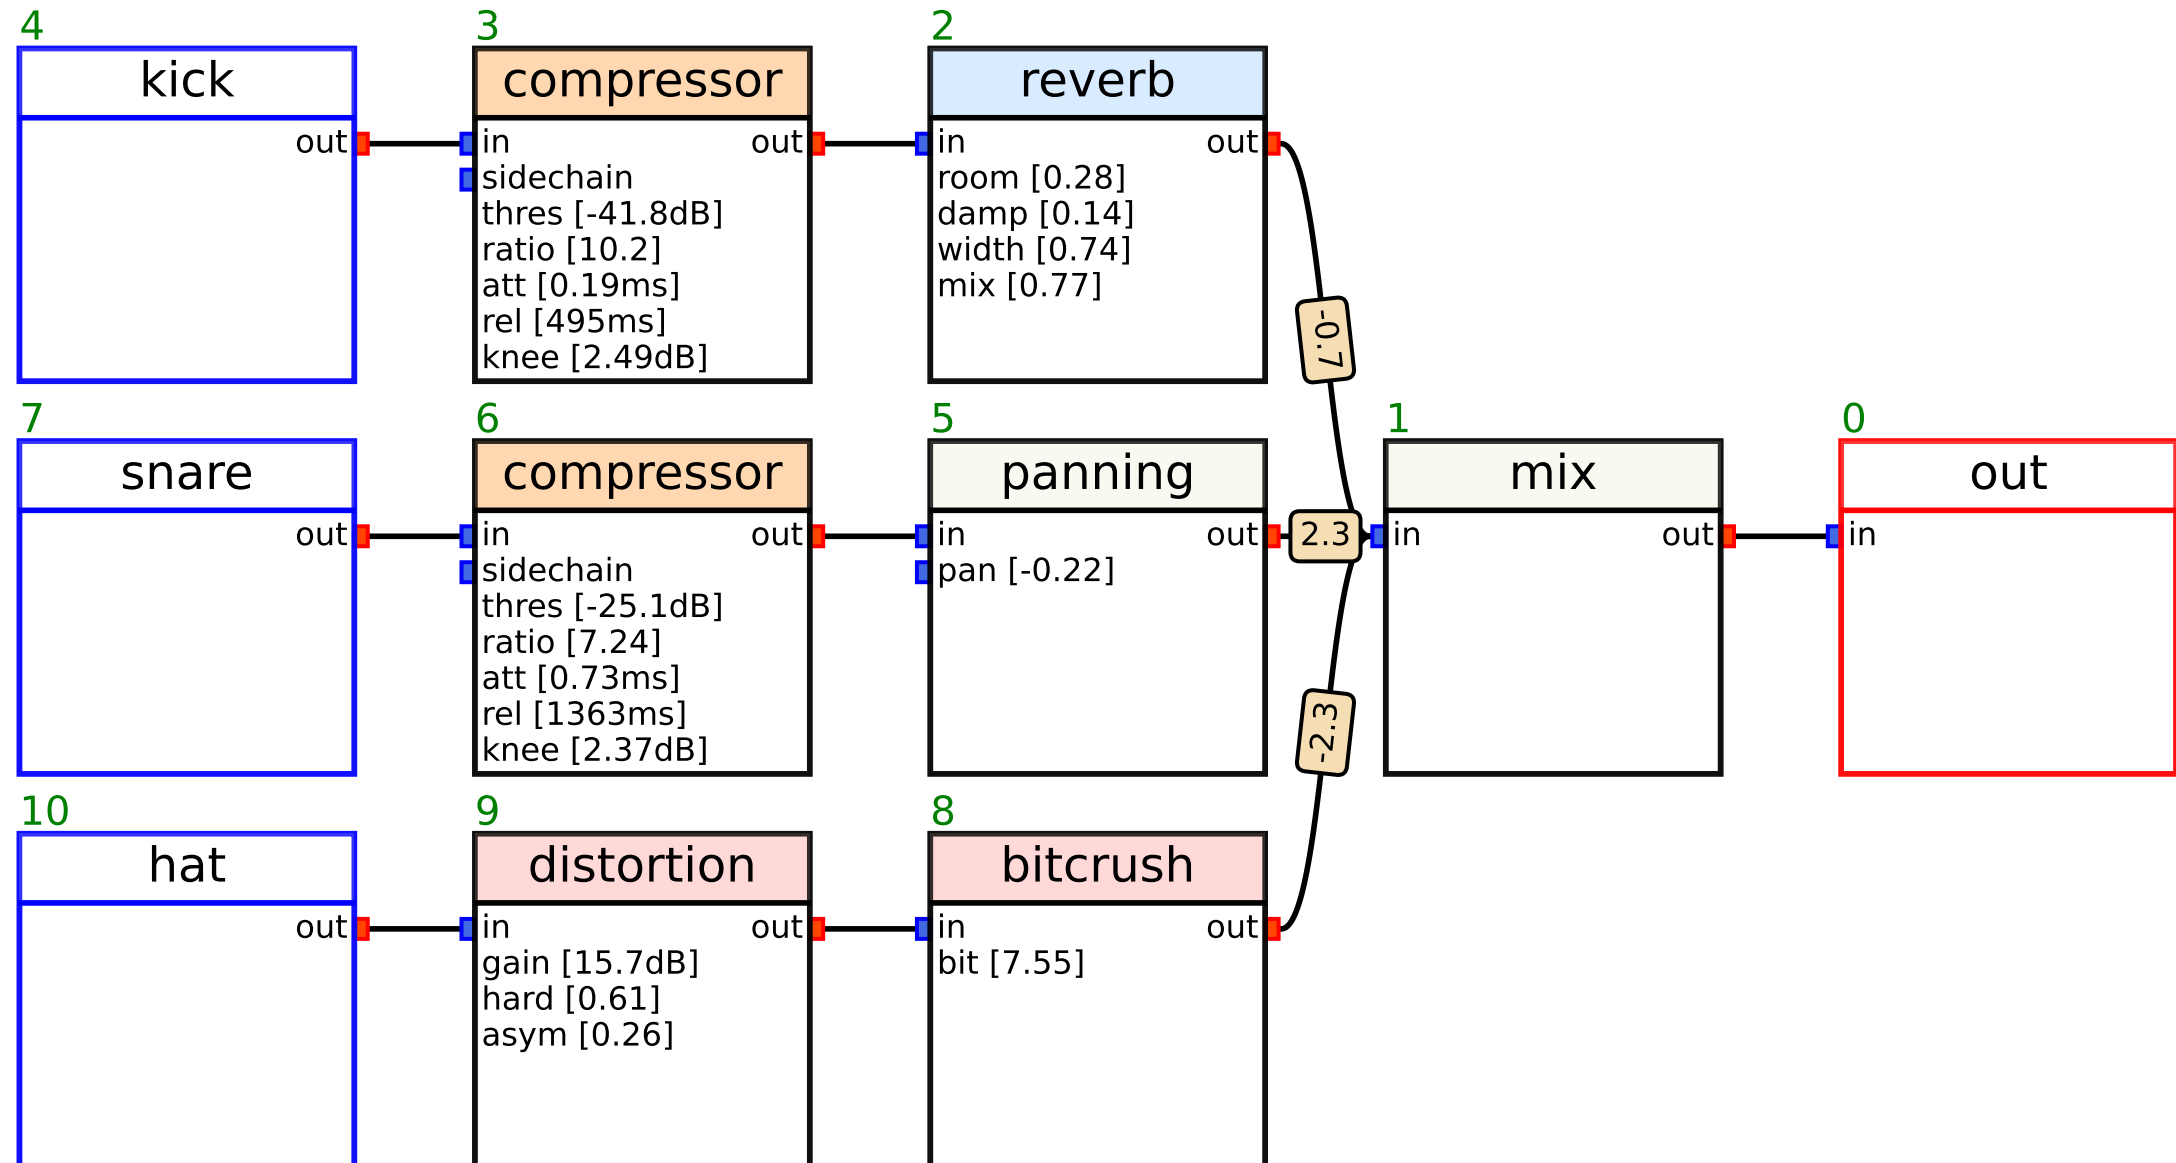 4
kick
out
3
compressor
in
out
sidechain
thres [-41.8dB]
ratio [10.2]
att [0.19ms]
rel [495ms]
knee [2.49dB]
2
reverb
in
out
room [0.28]
damp [0.14]
width [0.74]
mix [0.77]
-0.7
7
snare
out
6
compressor
in
out
sidechain
thres [-25.1dB]
ratio [7.24]
att [0.73ms]
rel [1363ms]
knee [2.37dB]
5
panning
in
out
pan [-0.22]
2.3
1
mix
in
out
0
out
in
-2.3
10
hat
out
9
distortion
in
out
gain [15.7dB]
hard [0.61]
asym [0.26]
8
bitcrush
in
out
bit [7.55]